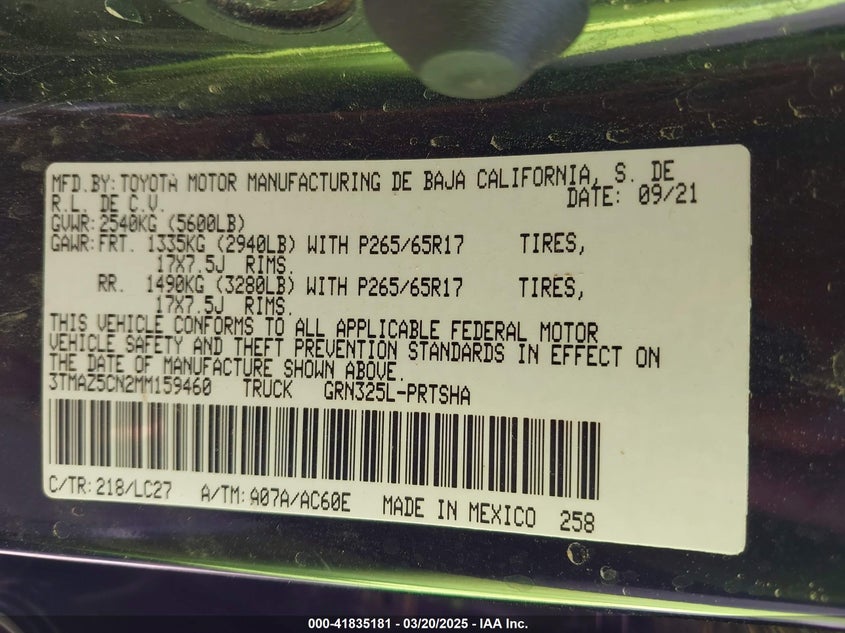 MFD.BY:TOYOTA MOTOR MANUFACTURING DE BAJA CALIFORNIA, S. DE
R.L. DE C.V. DATE: 09/21
GVWR:2540KG (5600LB)
GAWR:FRT. 1335KG (2940LB) WITH P265/65R17 TIRES,
17X7.5J RIMS.
RR. 1490KG (3280LB) WITH P265/65R17 TIRES,
17X7.5J RIMS.
THIS VEHICLE CONFORMS TO ALL APPLICABLE FEDERAL MOTOR
VEHICLE SAFETY AND THEFT PREVENTION STANDARDS IN EFFECT ON
THE DATE OF MANUFACTURE SHOWN ABOVE.
3TMAZ5CN2MM159460 TRUCK GRN325L-PRTSHA
C/TR:218/LC27 A/TM:A07A/AC60E MADE IN MEXICO 258
000-41835181 - 03/20/2025 - IAA Inc.